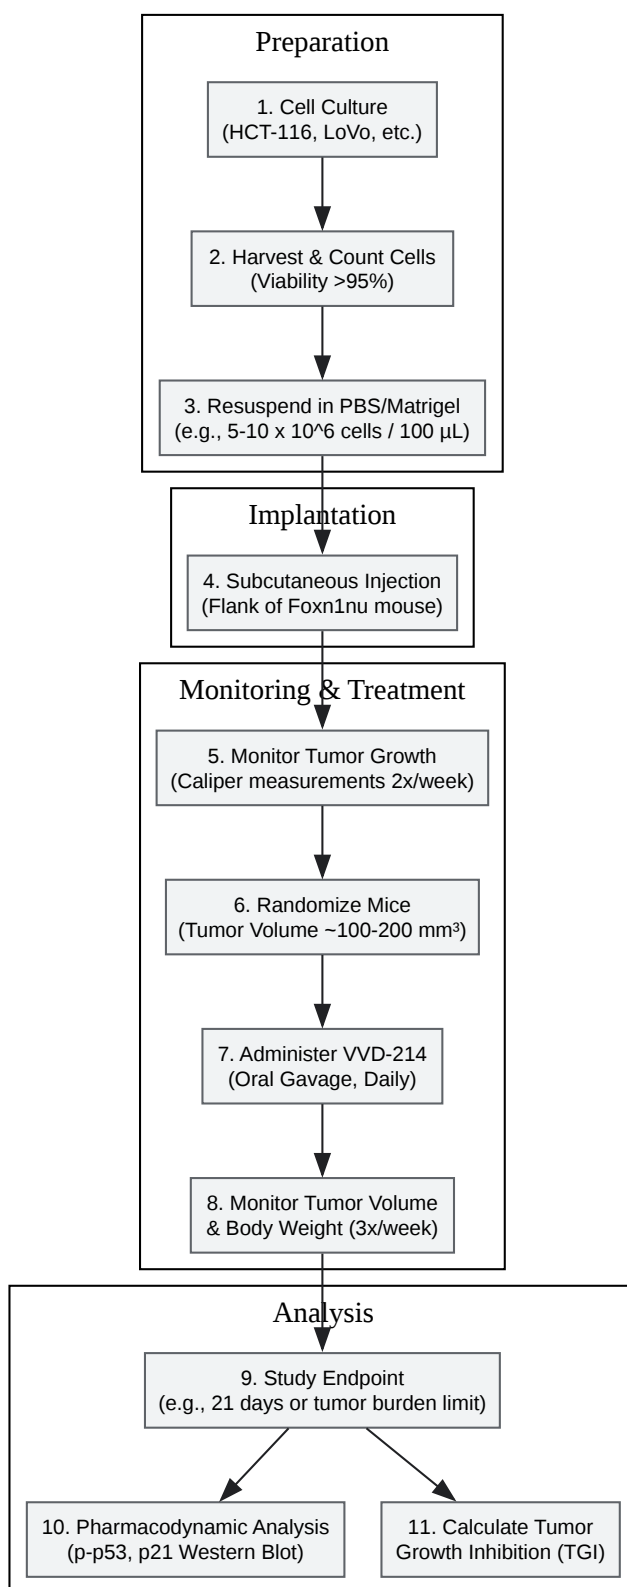 Preparation
1. Cell Culture
(HCT-116, LoVo, etc.)
2. Harvest & Count Cells
(Viability >95%)
3. Resuspend in PBS/Matrigel
(e.g., 5-10 x 10^6 cells / 100 µL)
Implantation
4. Subcutaneous Injection
(Flank of Foxn1nu mouse)
Monitoring & Treatment
5. Monitor Tumor Growth
(Caliper measurements 2x/week)
6. Randomize Mice
(Tumor Volume ~100-200 mm³)
7. Administer VVD-214
(Oral Gavage, Daily)
8. Monitor Tumor Volume
& Body Weight (3x/week)
Analysis
9. Study Endpoint
(e.g., 21 days or tumor burden limit)
10. Pharmacodynamic Analysis
(p-p53, p21 Western Blot)
11. Calculate Tumor
Growth Inhibition (TGI)